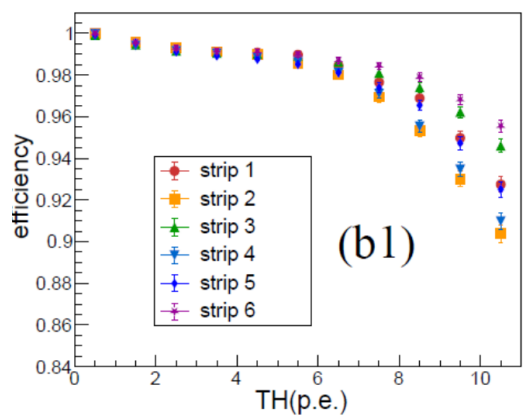 1
0.98
0.96
0.94
0.92
0.9
0.88
0.86
0.84
efficiency
strip 1
strip 2
strip 3
strip 4
strip 5
strip 6
(b1)
0 2 4 6 8 10
TH(p.e.)